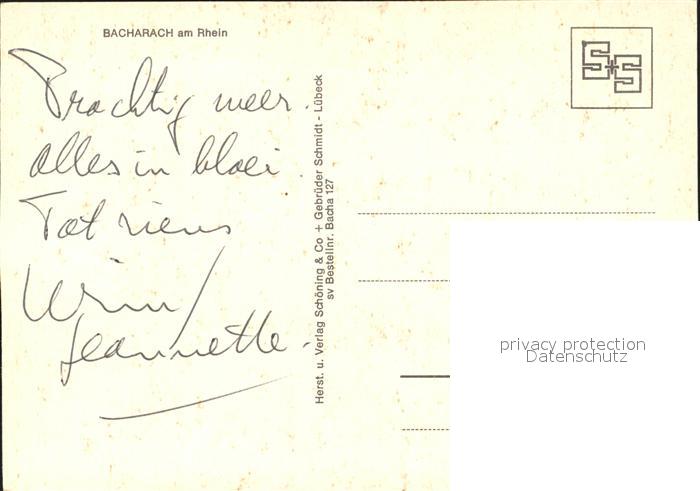 BACHARACH am Rhein
S+S
Prachtig weer.
alles in bloei.
Tot ziens
Wim/
Jeannette.
Herst. u. Verlag Schöning & Co + Gebrüder Schmidt - Lübeck
sv Bestellnr. Bacha 127
privacy protection
Datenschutz